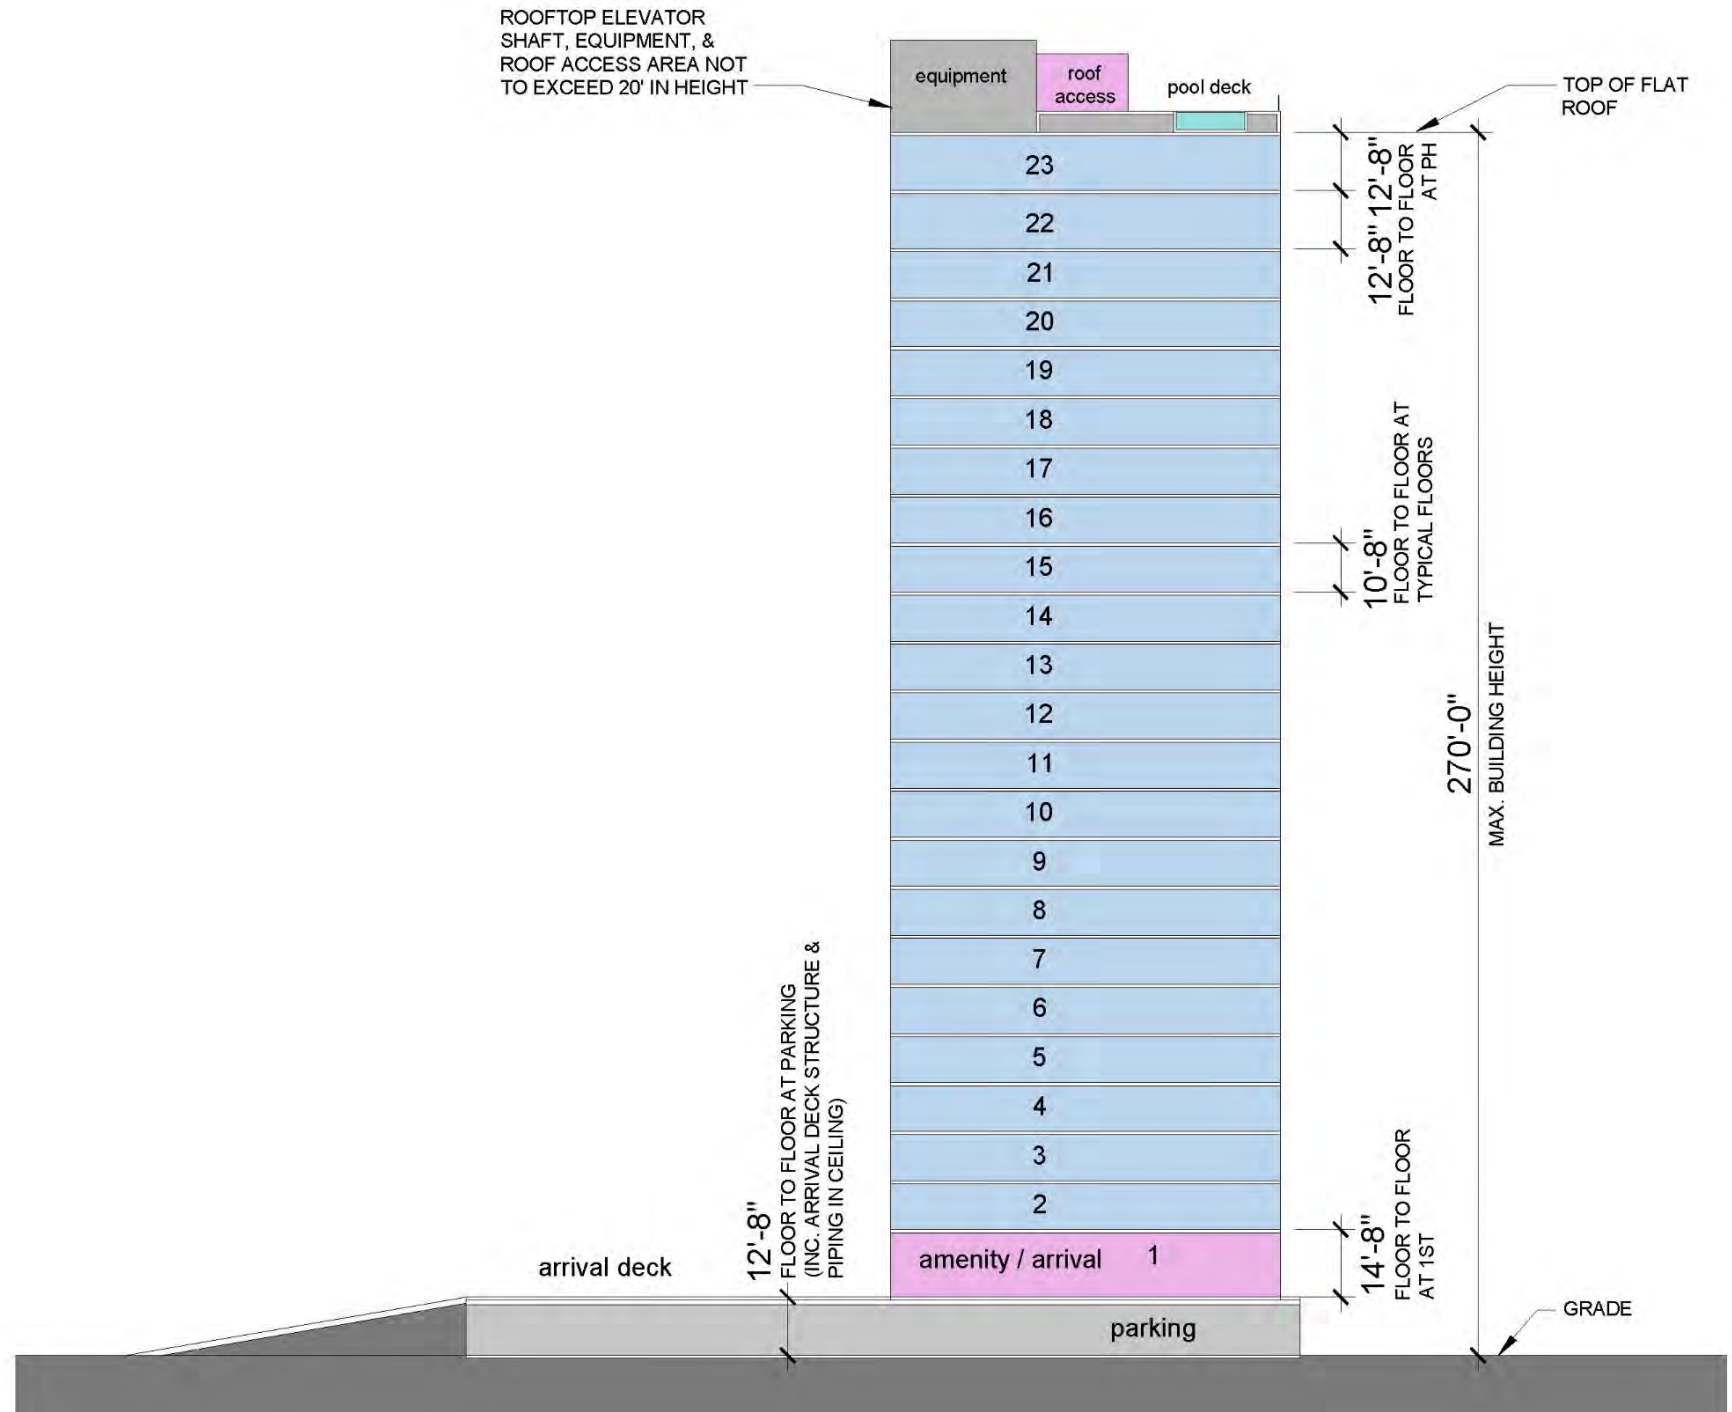 ROOFTOP ELEVATOR
SHAFT, EQUIPMENT, &
ROOF ACCESS AREA NOT
TO EXCEED 20' IN HEIGHT
equipment
roof
access
pool deck
TOP OF FLAT
ROOF
23
22
21
20
19
18
17
16
15
14
13
12
11
10
9
8
7
6
5
4
3
2
amenity / arrival 1
parking
arrival deck
12'-8"
FLOOR TO FLOOR AT PARKING
(INC. ARRIVAL DECK STRUCTURE &
PIPING IN CEILING)
12'-8"
FLOOR TO FLOOR
AT PH
12'-8"
10'-8"
FLOOR TO FLOOR AT
TYPICAL FLOORS
14'-8"
FLOOR TO FLOOR
AT 1ST
270'-0"
MAX. BUILDING HEIGHT
GRADE